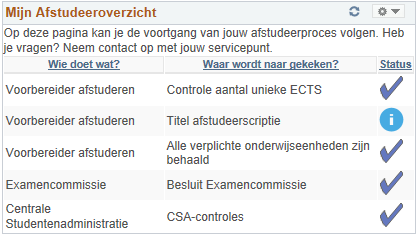 Mijn Afstudeeroverzicht
Op deze pagina kan je de voortgang van jouw afstudeerproces volgen. Heb
je vragen? Neem contact op met jouw servicepunt.
Wie doet wat? Waar wordt naar gekeken? Status
Voorbereider afstuderen Controle aantal unieke ECTS
Voorbereider afstuderen Titel afstudeerscriptie
Voorbereider afstuderen Alle verplichte onderwijseenheden zijn
behaald
Examencommissie Besluit Examencommissie
Centrale
Studentenadministratie CSA-controles